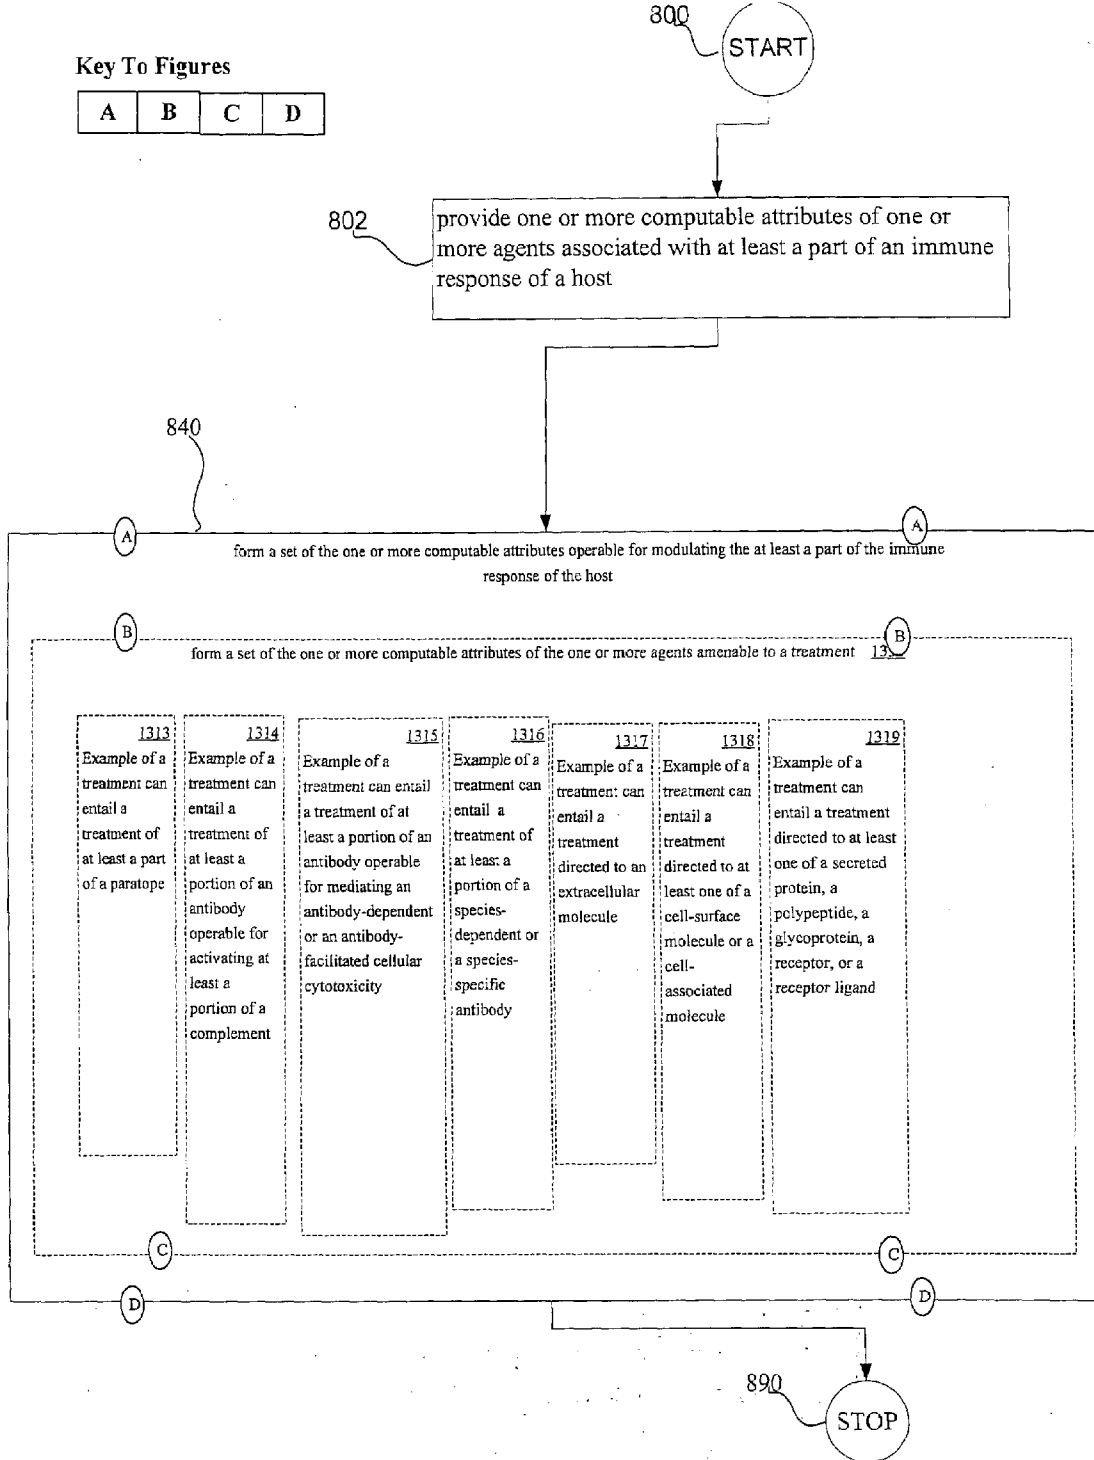 800
START
Key To Figures
A B C D
802
provide one or more computable attributes of one or
more agents associated with at least a part of an immune
response of a host
840
A
A
form a set of the one or more computable attributes operable for modulating the at least a part of the immune
response of the host
B
B
form a set of the one or more computable attributes of the one or more agents amenable to a treatment
1313
Example of a
treatment can
entail a
treatment of
at least a part
of a paratope
1314
Example of a
treatment can
entail a
treatment of
at least a
portion of an
antibody
operable for
activating at
least a
portion of a
complement
1315
Example of a
treatment can entail
a treatment of at
least a portion of an
antibody operable
for mediating an
antibody-dependent
or an antibody-
facilitated cellular
cytotoxicity
1316
Example of a
treatment can
entail a
treatment of
at least a
portion of a
species-
dependent or
a species-
specific
antibody
1317
Example of a
treatment can
entail a
treatment
directed to an
extracellular
molecule
1318
Example of a
treatment can
entail a
treatment
directed to at
least one of a
cell-surface
molecule or a
cell-
associated
molecule
1319
Example of a
treatment can
entail a treatment
directed to at least
one of a secreted
protein, a
polypeptide, a
glycoprotein, a
receptor, or a
receptor ligand
C
C
D
D
890
STOP